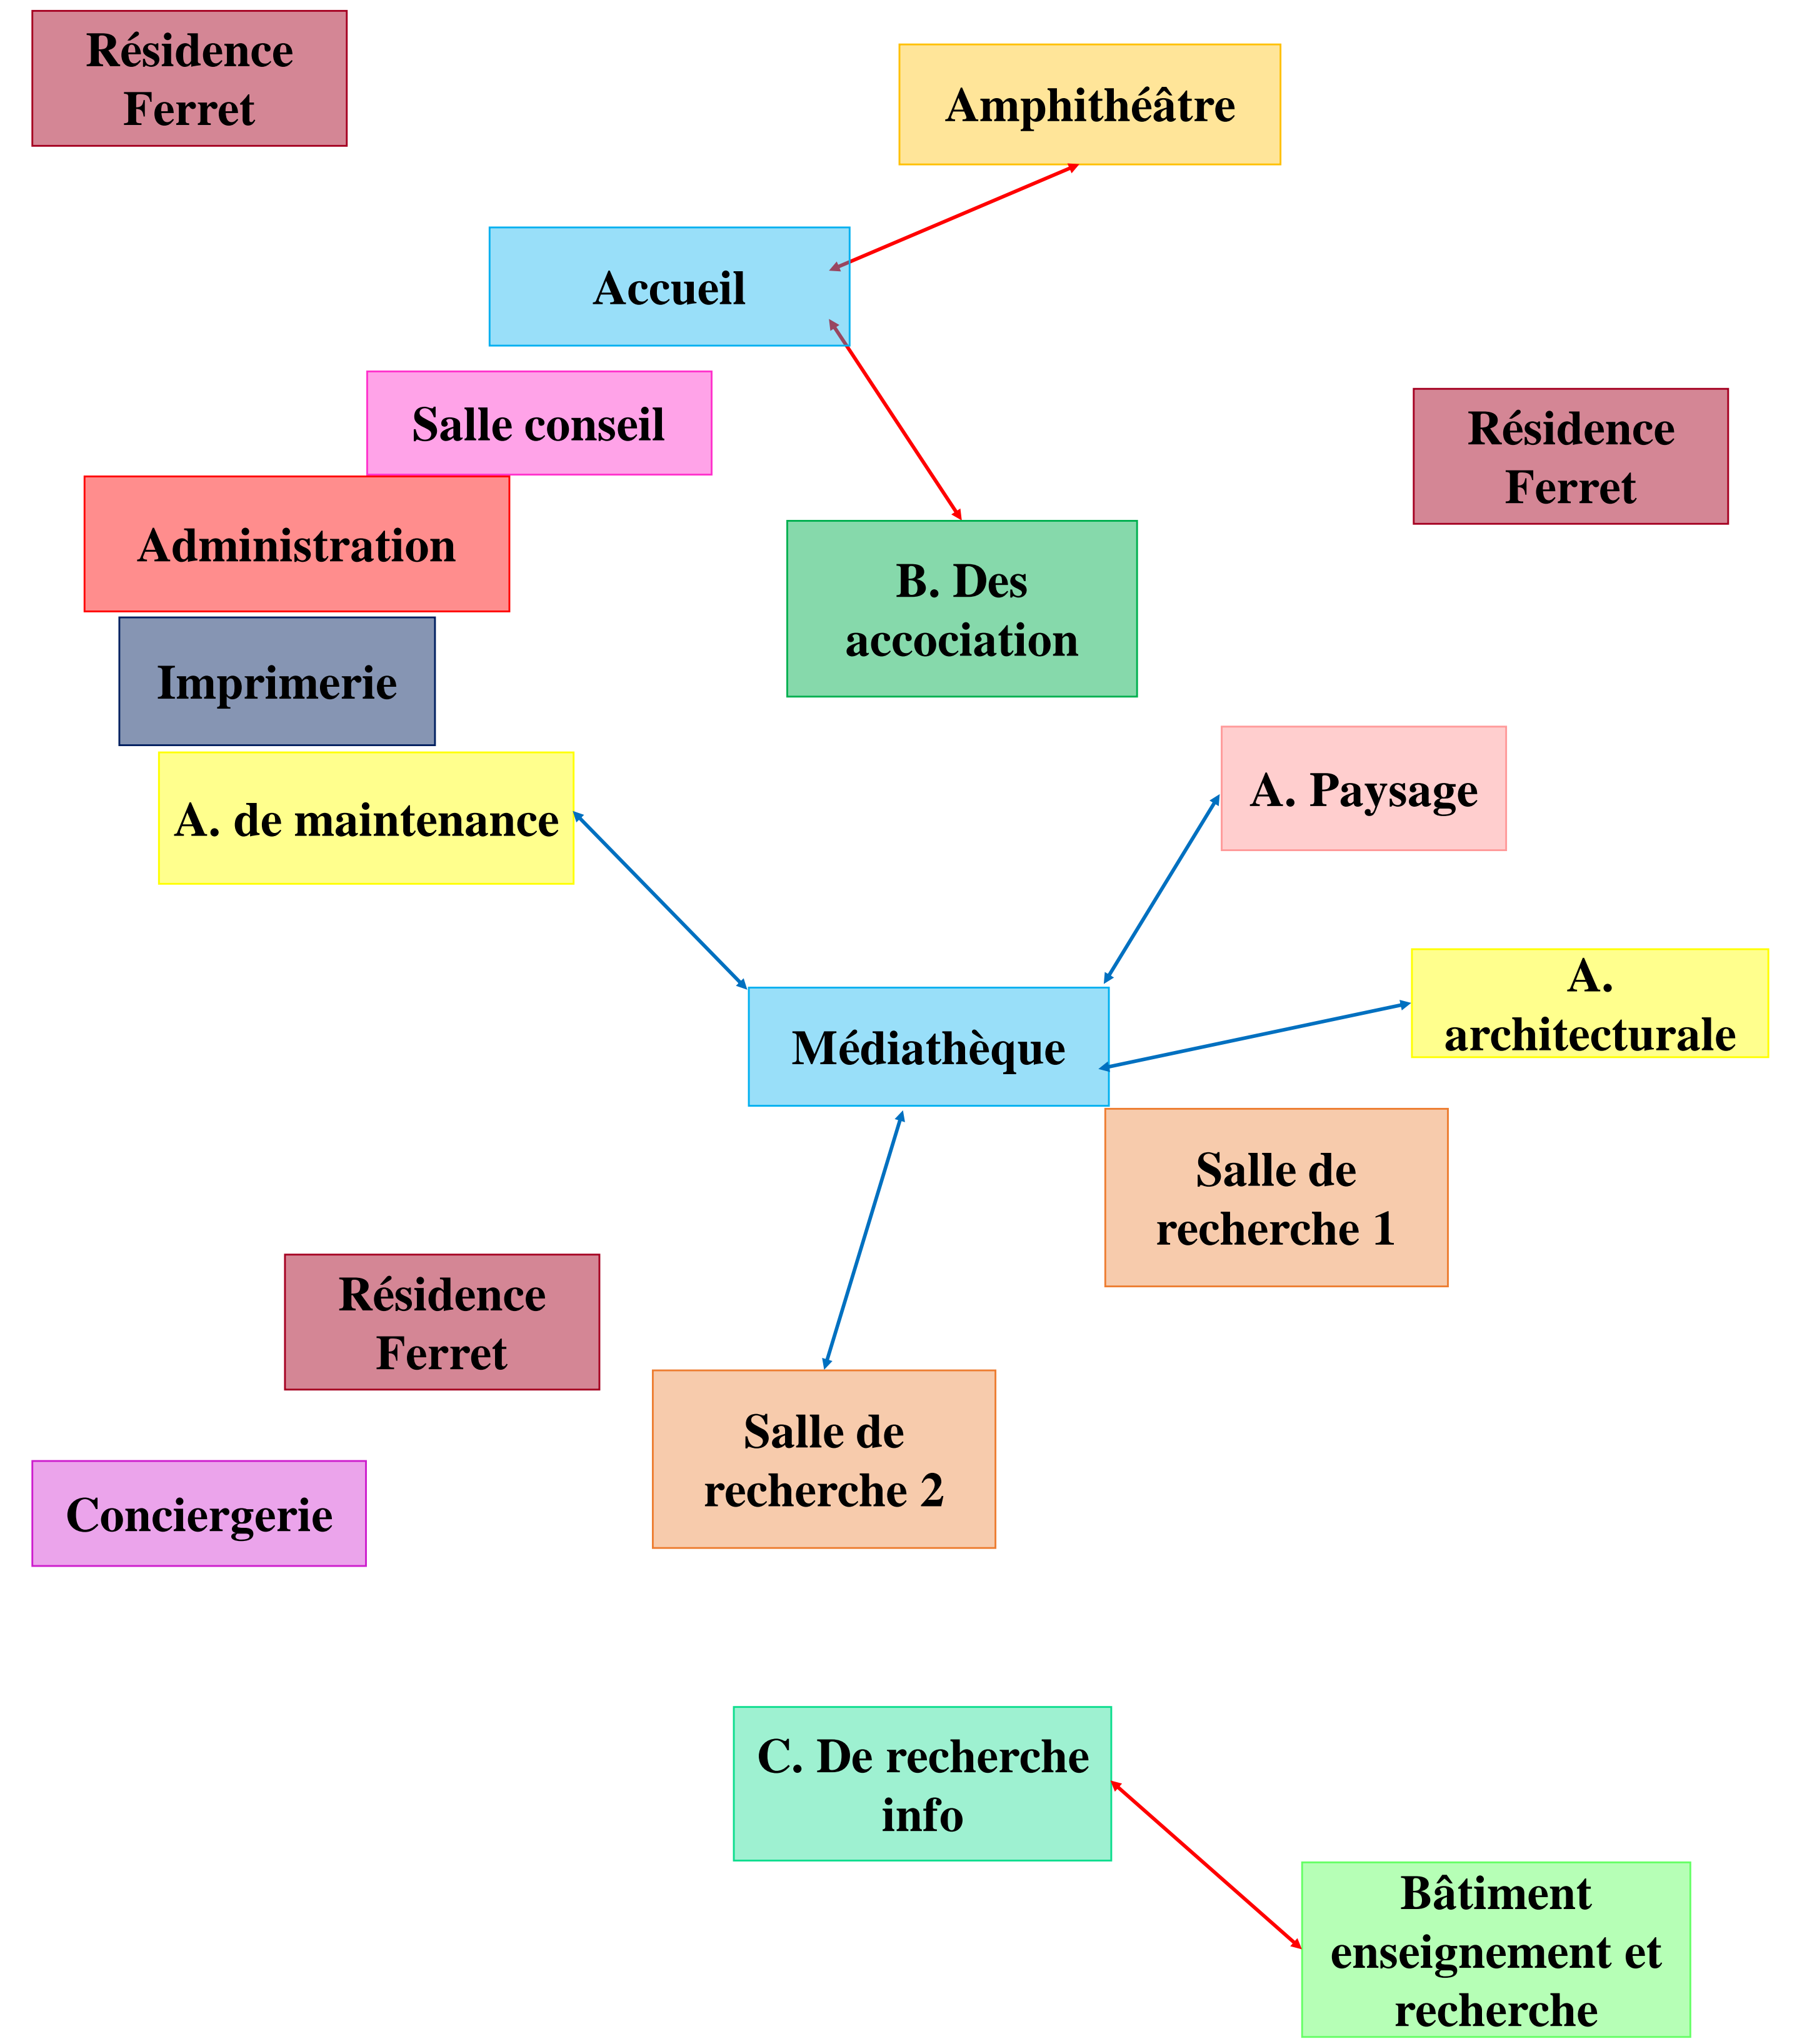 Résidence
Ferret
Amphithéâtre
Accueil
Salle conseil
Résidence
Ferret
Administration
B. Des
accociation
Imprimerie
A. de maintenance
A. Paysage
A.
architecturale
Médiathèque
Salle de
recherche 1
Résidence
Ferret
Salle de
recherche 2
Conciergerie
C. De recherche
info
Bâtiment
enseignement et
recherche